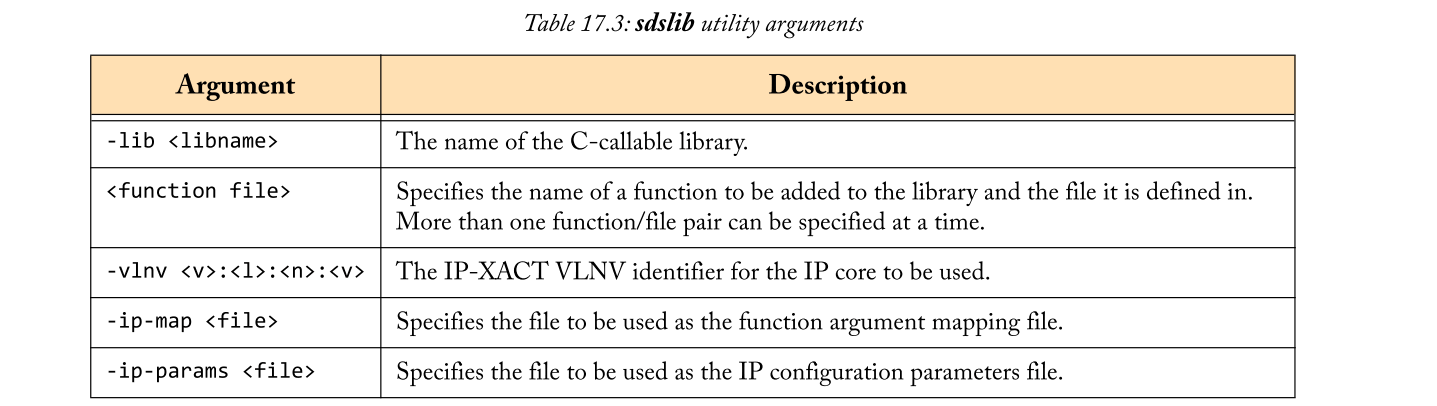 Table 17.3: sdslib utility arguments
Argument Description
-lib <libname> The name of the C-callable library.
<function file> Specifies the name of a function to be added to the library and the file it is defined in.
More than one function/file pair can be specified at a time.
-vlnv <v>:<l>:<n>:<v> The IP-XACT VLNV identifier for the IP core to be used.
-ip-map <file> Specifies the file to be used as the function argument mapping file.
-ip-params <file> Specifies the file to be used as the IP configuration parameters file.